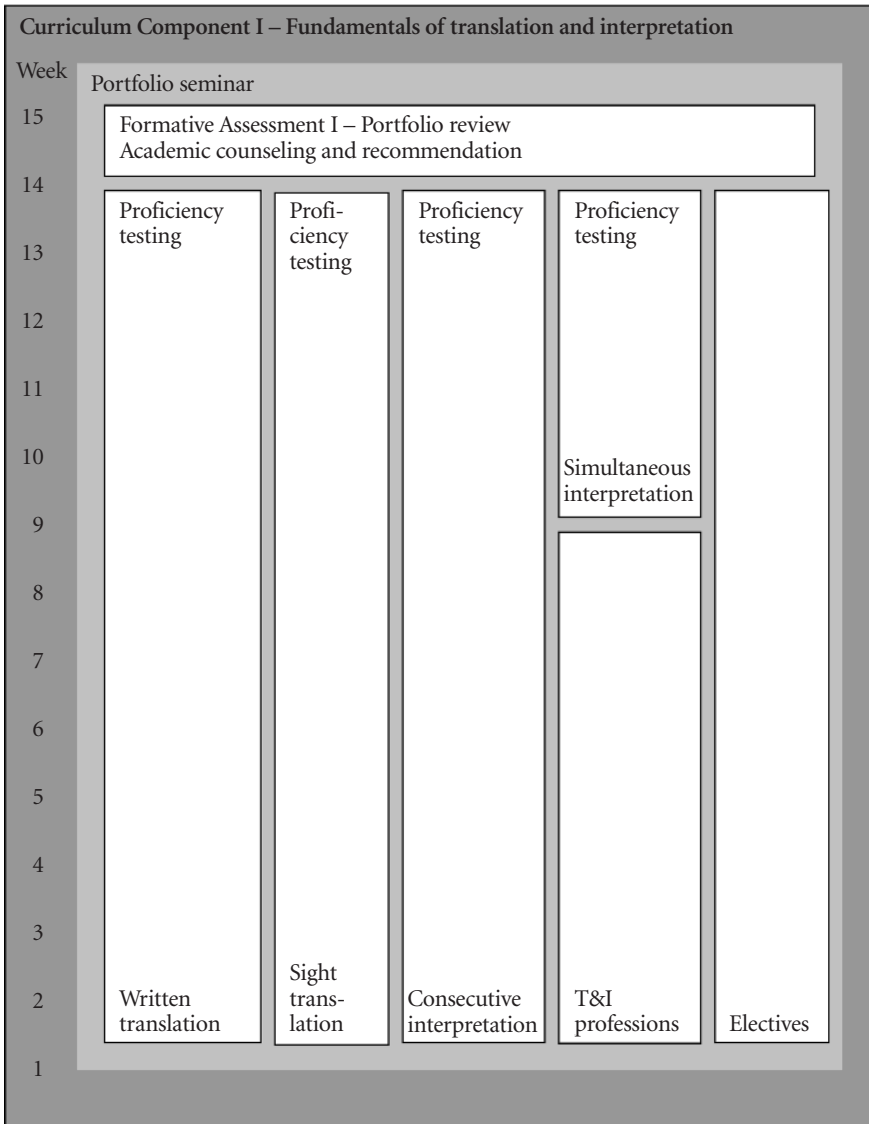 Curriculum Component I – Fundamentals of translation and interpretation
Week
Portfolio seminar
15
Formative Assessment I – Portfolio review
Academic counseling and recommendation
14
Proficiency
testing
Profi-
ciency
testing
Proficiency
testing
Proficiency
testing
13
12
11
10
Simultaneous
interpretation
9
8
7
6
5
4
3
2
Written
translation
Sight
trans-
lation
Consecutive
interpretation
T&I
professions
Electives
1